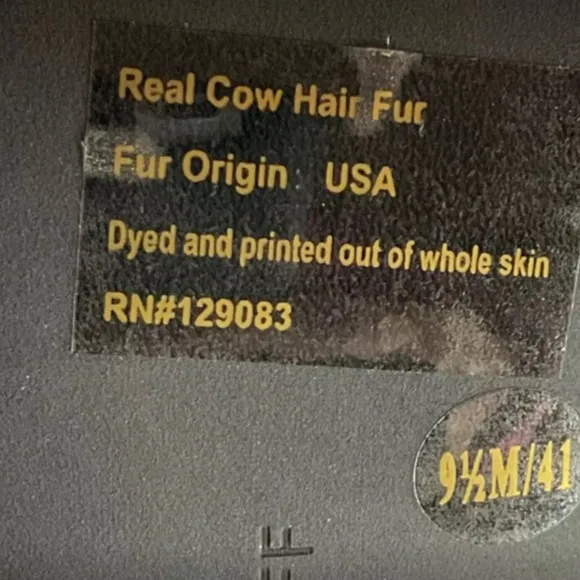 Real Cow Hair Fur
Fur Origin: USA
Dyed and printed out of whole skin
RN#129083
9½M/41